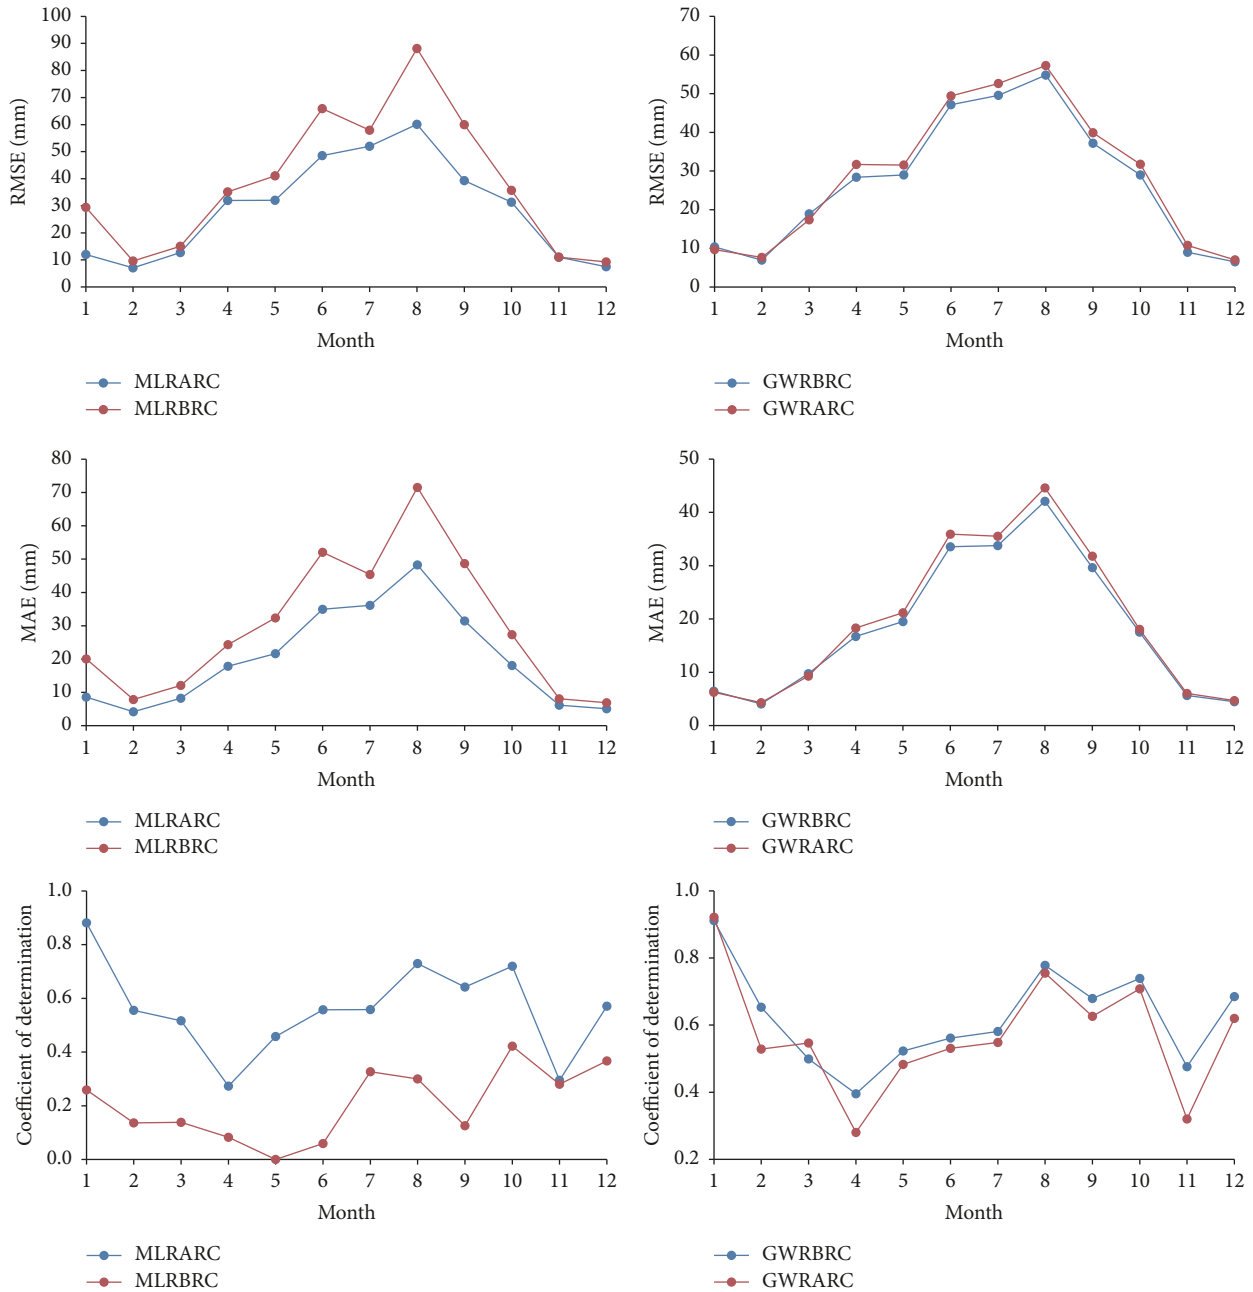 100
90
80
70
60
50
40
30
20
10
0
RMSE (mm)
1 2 3 4 5 6 7 8 9 10 11 12
Month
MLRARC
MLRBRC
70
60
50
40
30
20
10
0
RMSE (mm)
1 2 3 4 5 6 7 8 9 10 11 12
Month
GWRBRC
GWRARC
80
70
60
50
40
30
20
10
0
MAE (mm)
1 2 3 4 5 6 7 8 9 10 11 12
Month
MLRARC
MLRBRC
50
40
30
20
10
0
MAE (mm)
1 2 3 4 5 6 7 8 9 10 11 12
Month
GWRBRC
GWRARC
1.0
0.8
0.6
0.4
0.2
0.0
Coefficient of determination
1 2 3 4 5 6 7 8 9 10 11 12
Month
MLRARC
MLRBRC
1.0
0.8
0.6
0.4
0.2
Coefficient of determination
1 2 3 4 5 6 7 8 9 10 11 12
Month
GWRBRC
GWRARC